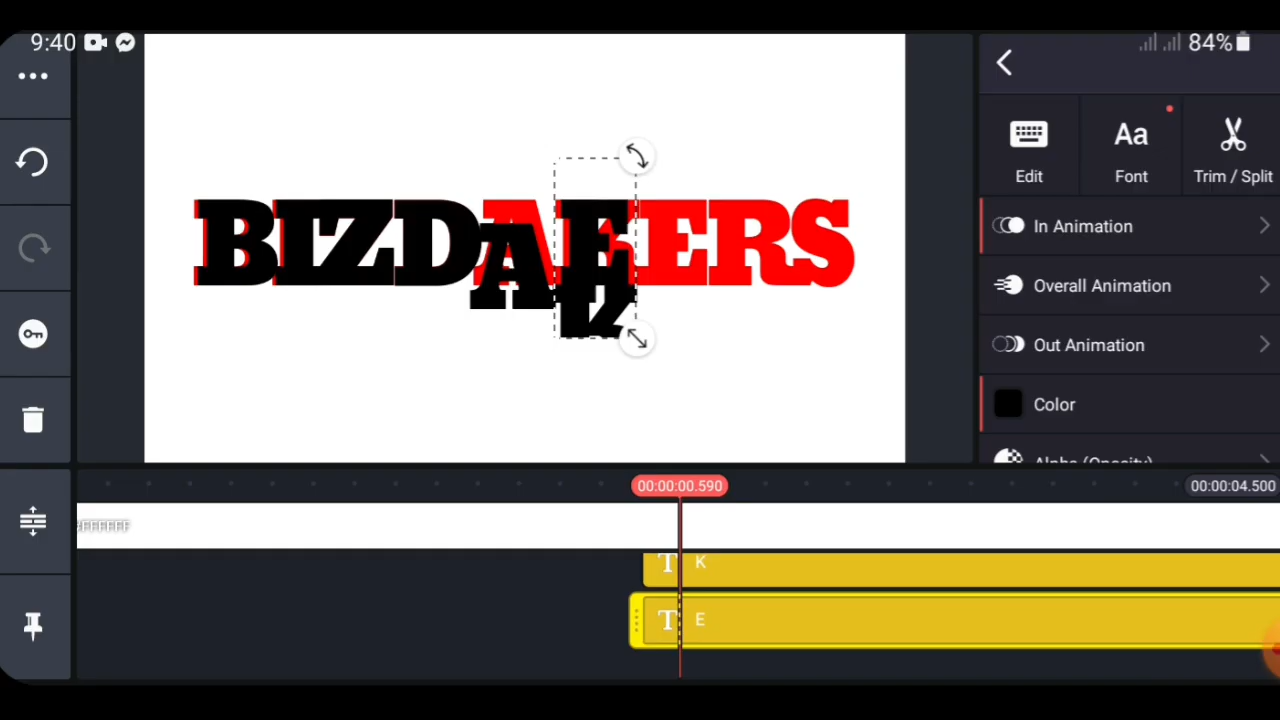 9:40
84%
BIZDAKERS
A
E
K
Edit
Font
Trim / Split
In Animation
Overall Animation
Out Animation
Color
Alpha (Opacity)
00:00:00.590
00:00:04.500
#FFFFFF
T K
T E